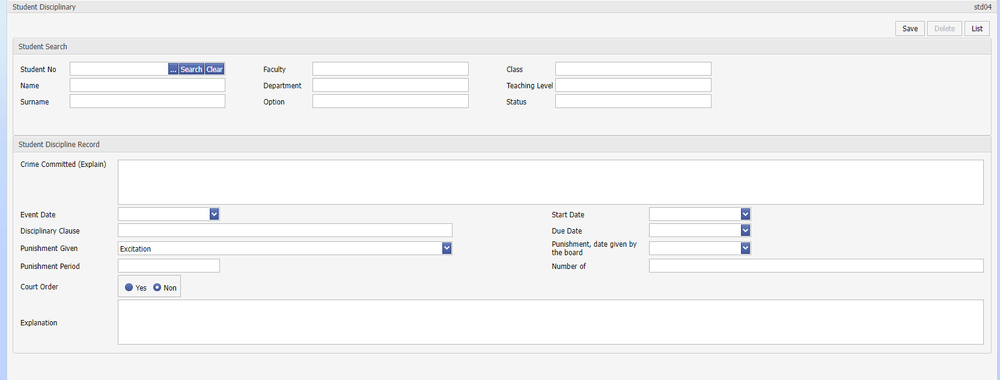 Student Disciplinary std04
Save Delete List
Student Search
Student No ... Search Clear Faculty Class
Name Department Teaching Level
Surname Option Status
Student Discipline Record
Crime Committed (Explain)
Event Date Start Date
Disciplinary Clause Due Date
Punishment Given Excitation Punishment, date given by
the board
Punishment Period Number of
Court Order Yes Non
Explanation